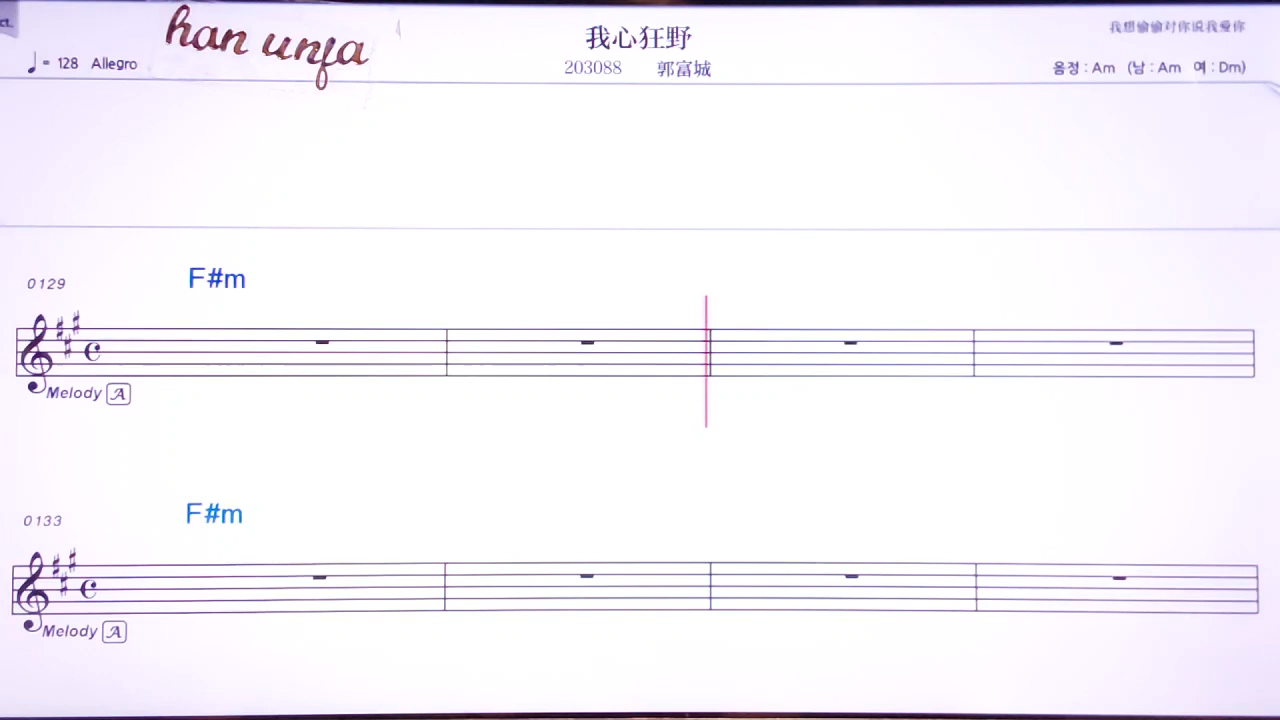 ct.
han unfa
我心狂野
我想偷偷对你说我爱你
= 128 Allegro
203088 郭富城
음정 : Am (남 : Am 여 : Dm)
0129
F#m
Melody A
0133
F#m
Melody A